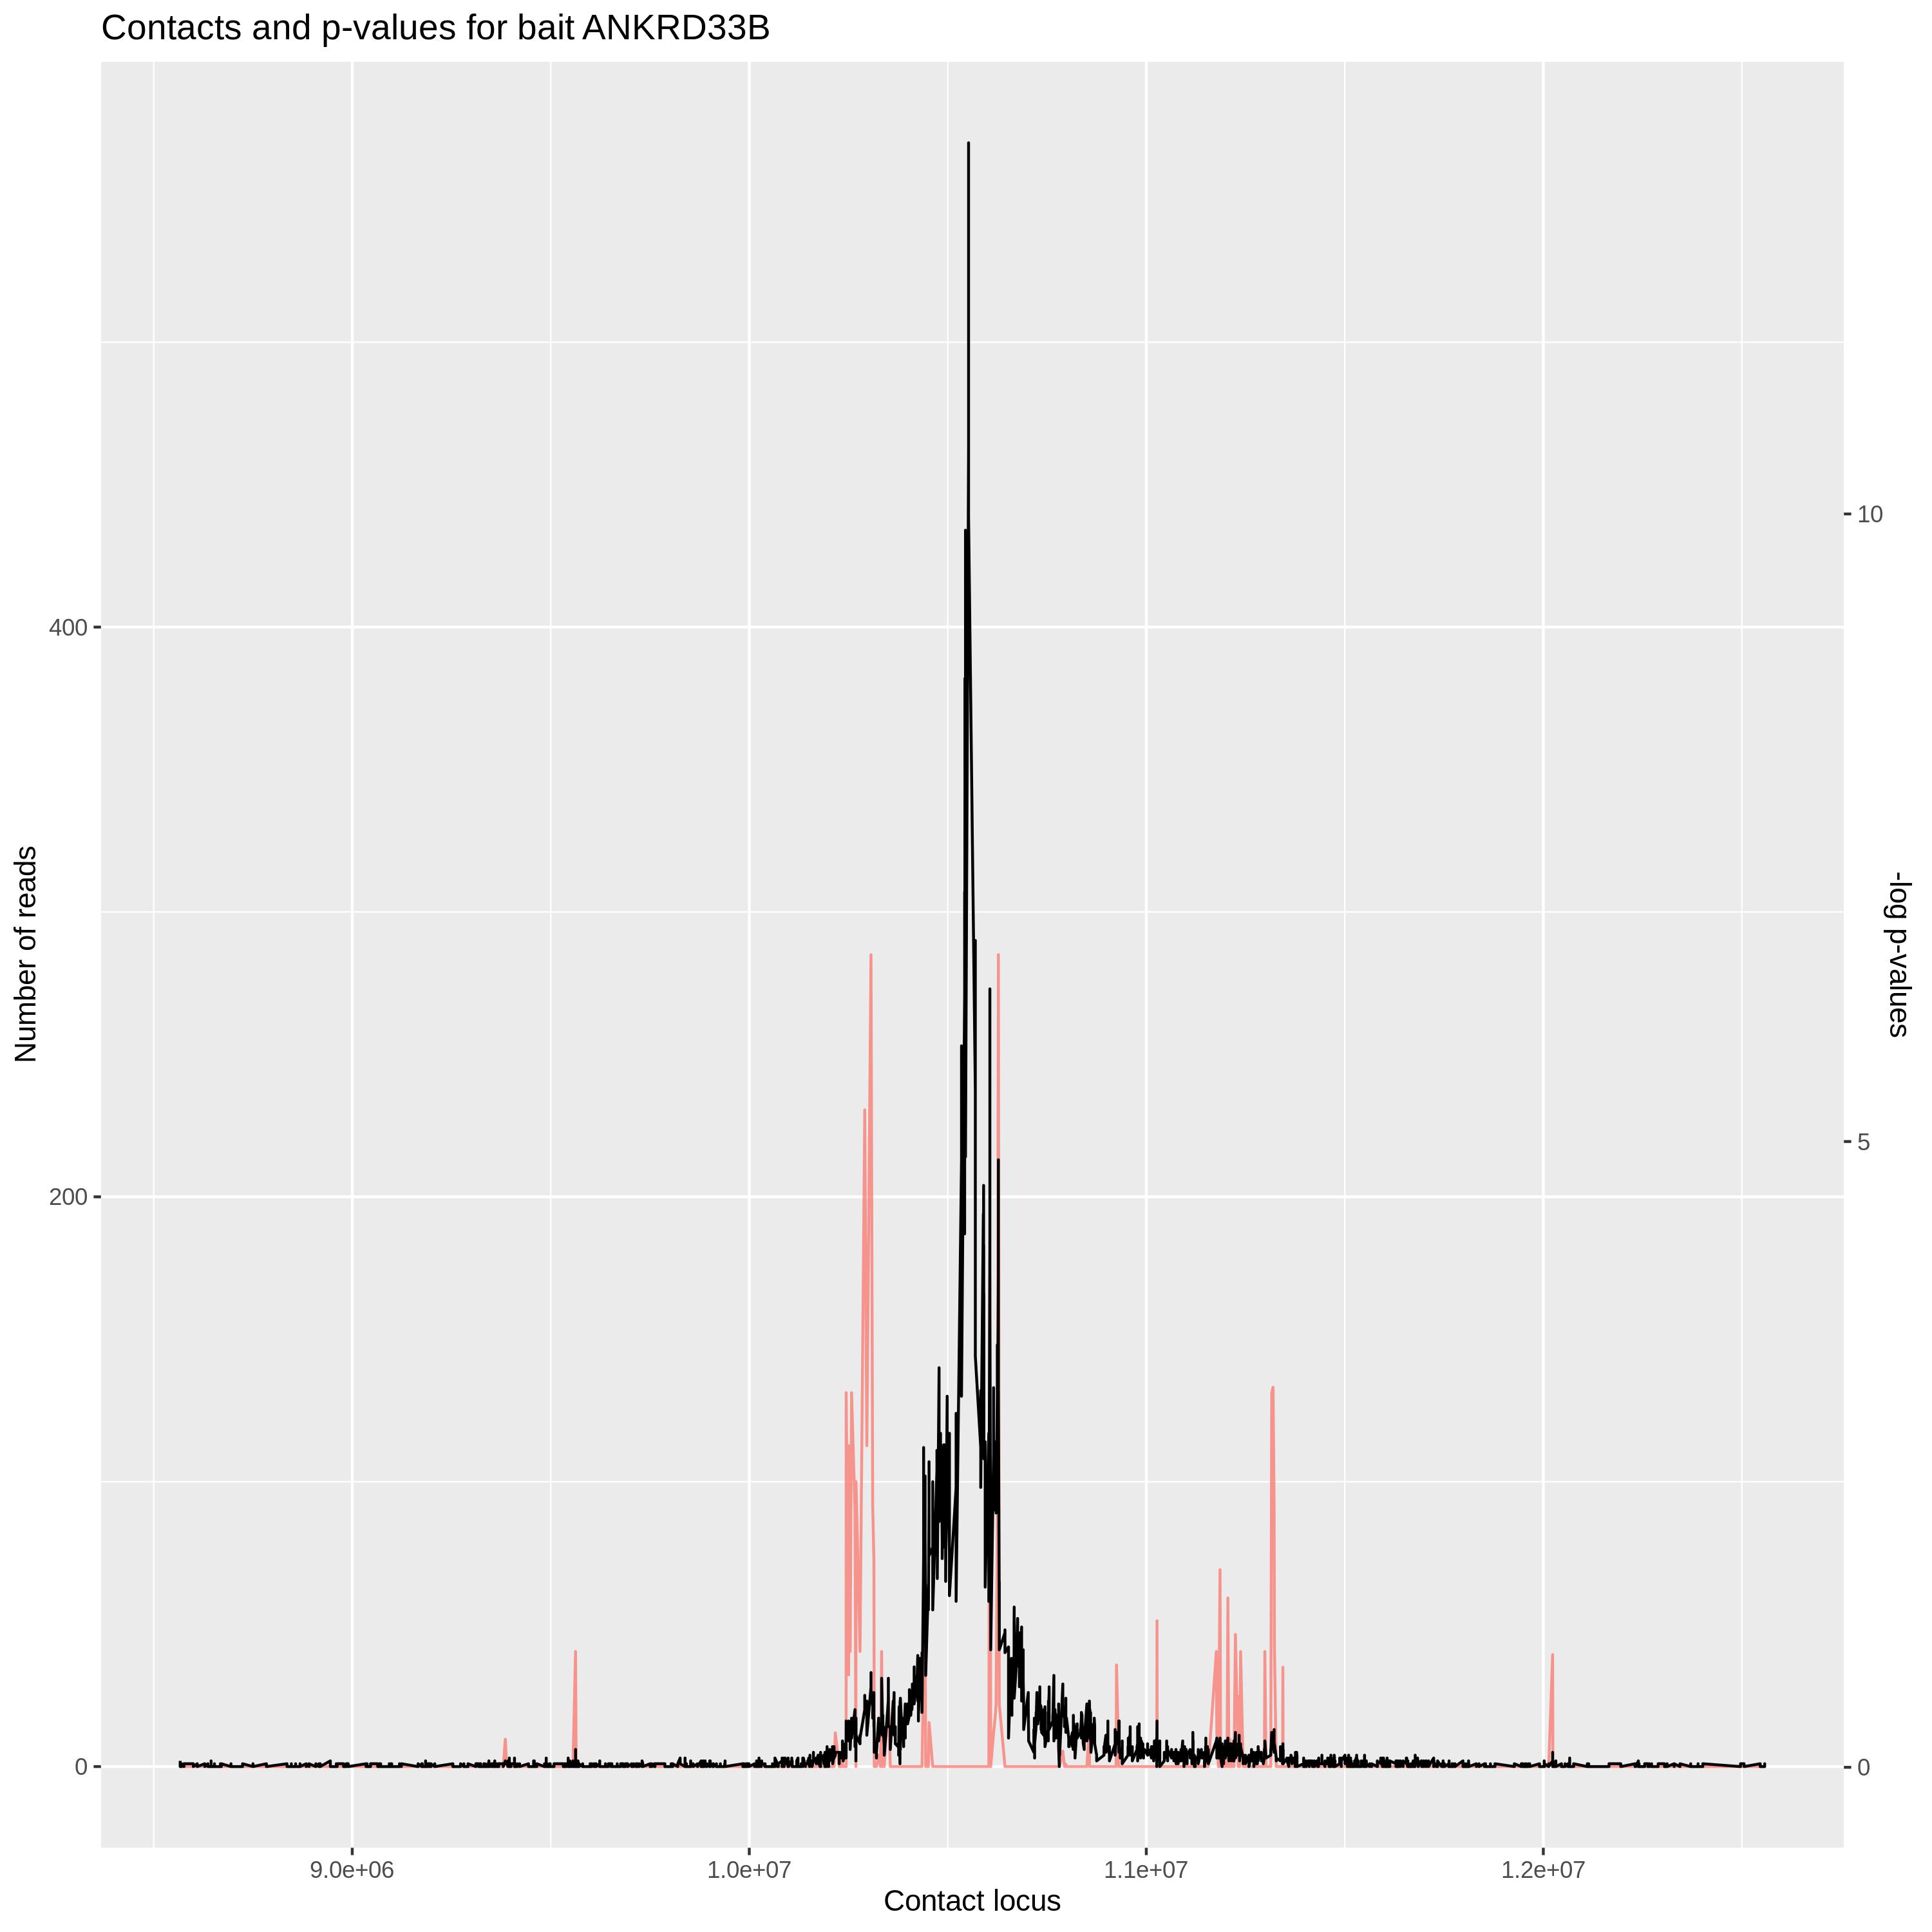 Contacts and p-values for bait ANKRD33B
Number of reads
400
200
0
10
5
0
-log p-values
9.0e+06
1.0e+07
1.1e+07
1.2e+07
Contact locus